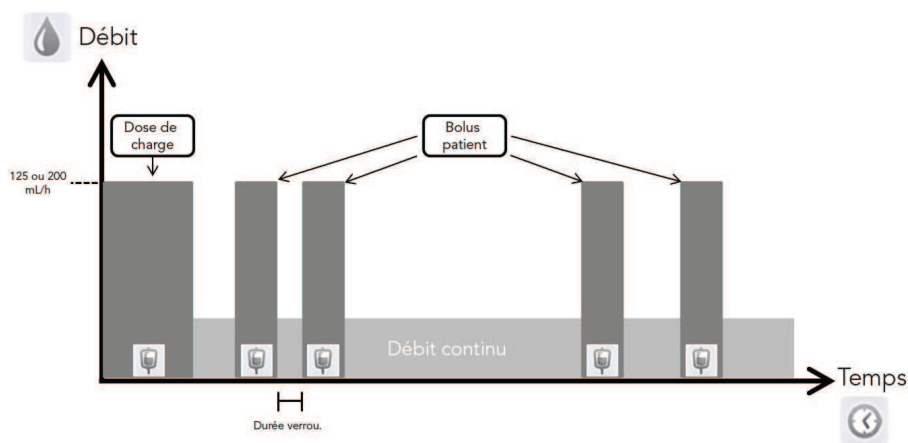 Débit
Dose de
charge
Bolus
patient
125 ou 200
mL/h
Débit continu
Temps
Durée verrou.